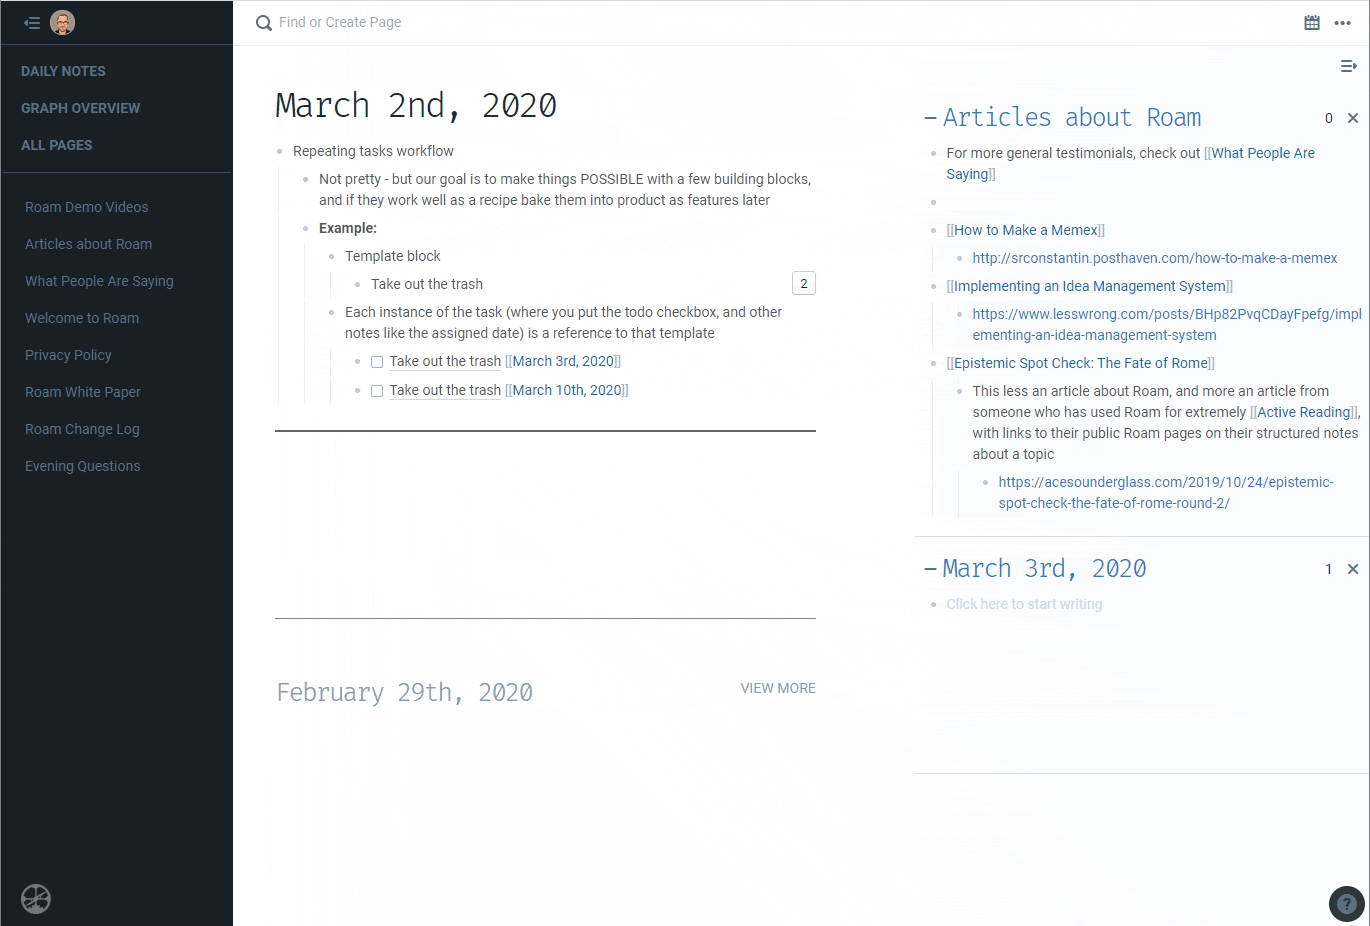 Find or Create Page
DAILY NOTES
GRAPH OVERVIEW
ALL PAGES
Roam Demo Videos
Articles about Roam
What People Are Saying
Welcome to Roam
Privacy Policy
Roam White Paper
Roam Change Log
Evening Questions
March 2nd, 2020
Repeating tasks workflow
Not pretty - but our goal is to make things POSSIBLE with a few building blocks,
and if they work well as a recipe bake them into product as features later
Example:
Template block
Take out the trash 2
Each instance of the task (where you put the todo checkbox, and other
notes like the assigned date) is a reference to that template
Take out the trash [[March 3rd, 2020]]
Take out the trash [[March 10th, 2020]]
February 29th, 2020 VIEW MORE
Articles about Roam 0
For more general testimonials, check out [[What People Are
Saying]]
[[How to Make a Memex]]
http://srconstantin.posthaven.com/how-to-make-a-memex
[[Implementing an Idea Management System]]
https://www.lesswrong.com/posts/BHp82PvqCDayFpefg/impl
ementing-an-idea-management-system
[[Epistemic Spot Check: The Fate of Rome]]
This less an article about Roam, and more an article from
someone who has used Roam for extremely [[Active Reading]],
with links to their public Roam pages on their structured notes
about a topic
https://acesounderglass.com/2019/10/24/epistemic-
spot-check-the-fate-of-rome-round-2/
March 3rd, 2020 1
Click here to start writing
?